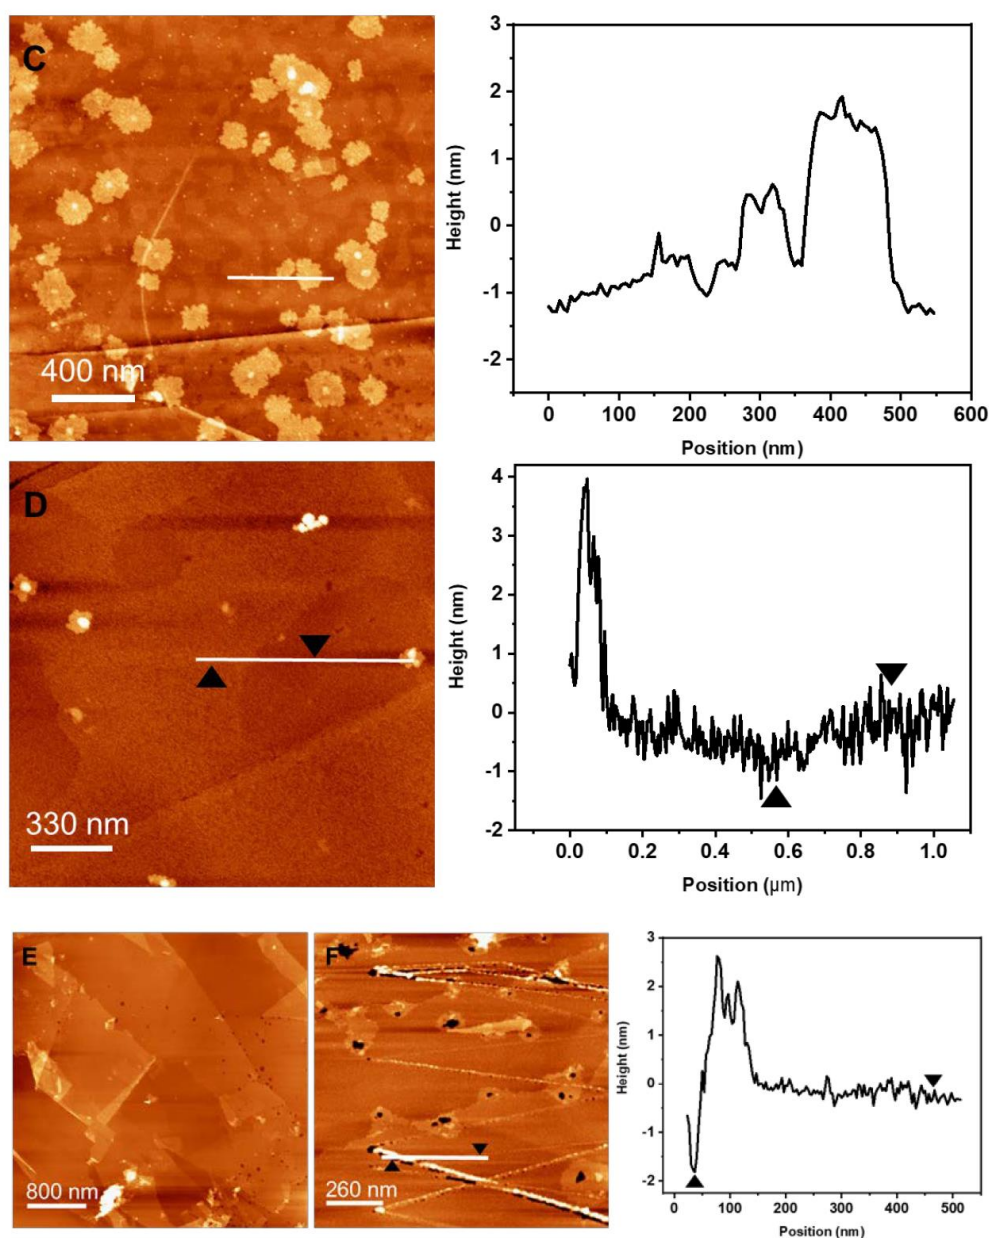 C
400 nm
3
2
1
0
-1
-2
Height (nm)
0 100 200 300 400 500 600
Position (nm)
D
330 nm
4
3
2
1
0
-1
-2
Height (nm)
0.0 0.2 0.4 0.6 0.8 1.0
Position (µm)
E
800 nm
F
260 nm
3
2
1
0
-1
-2
Height (nm)
0 100 200 300 400 500
Position (nm)